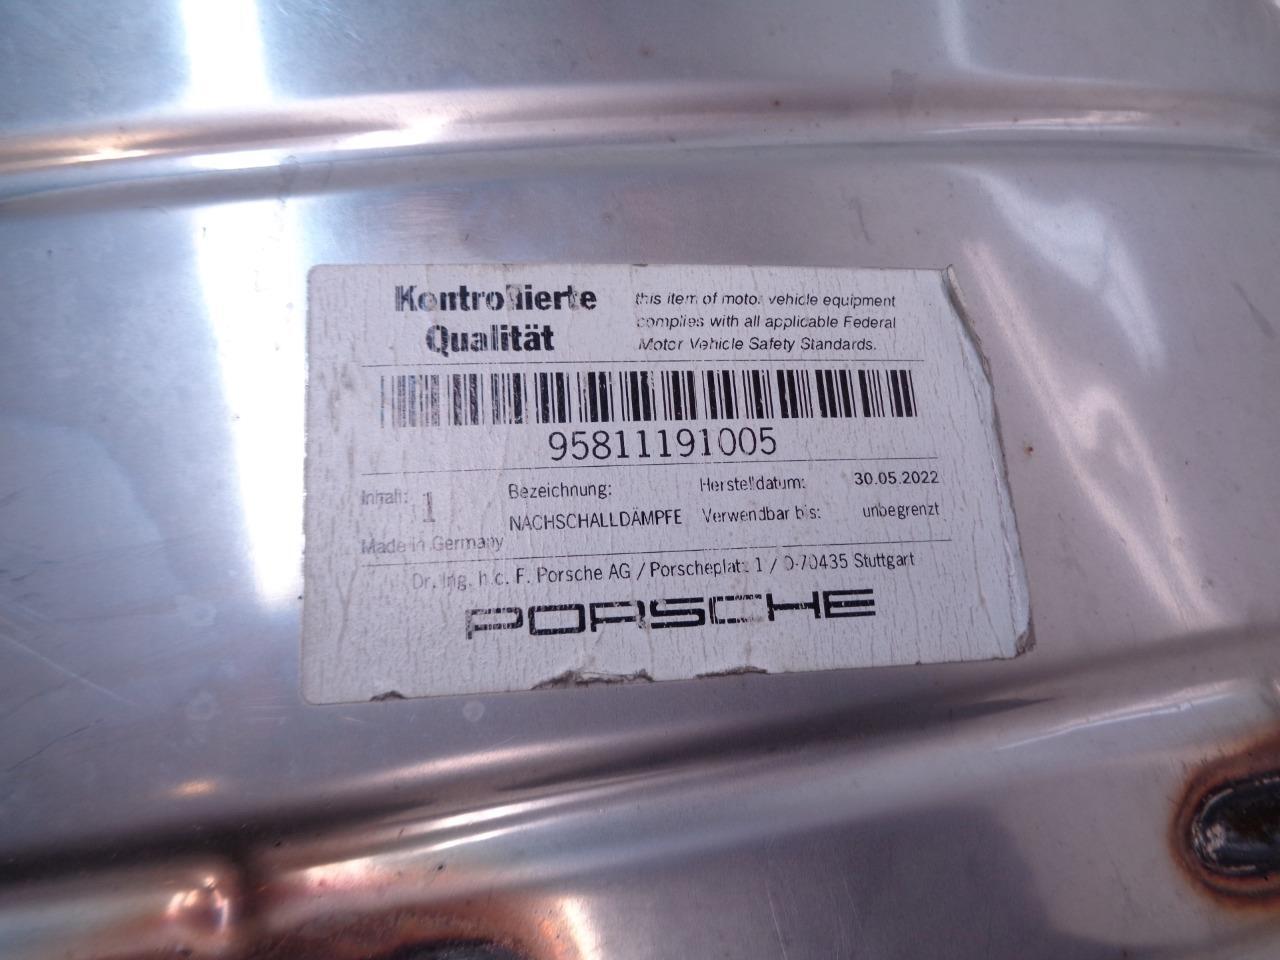 Kontrollierte
Qualität
this item of motor vehicle equipment
complies with all applicable Federal
Motor Vehicle Safety Standards.
95811191005
Inhalt: 1
Bezeichnung:
Herstelldatum: 30.05.2022
NACHSCHALLDÄMPFE
Verwendbar bis: unbegrenzt
Made in Germany
Dr. Ing. h.c. F. Porsche AG / Porscheplatz 1 / D-70435 Stuttgart
PORSCHE